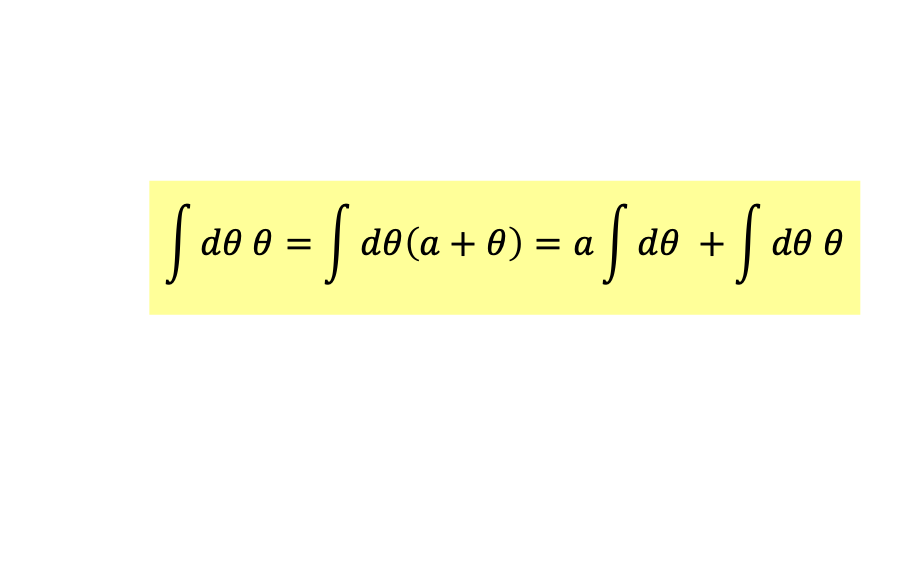 ∫ dθ θ = ∫ dθ(a + θ) = a ∫ dθ + ∫ dθ θ